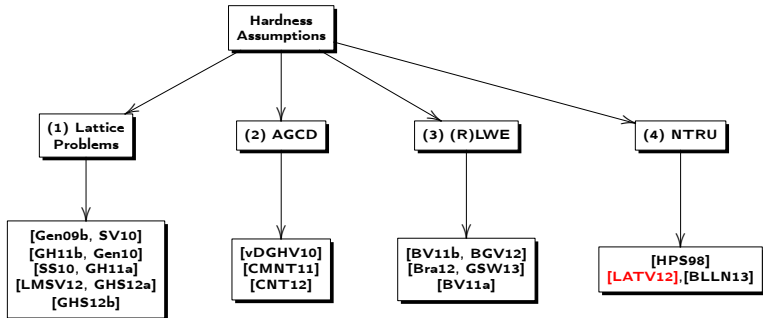 Hardness
Assumptions
(1) Lattice
Problems
(2) AGCD
(3) (R)LWE
(4) NTRU
[Gen09b, SV10]
[GH11b, Gen10]
[SS10, GH11a]
[LMSV12, GHS12a]
[GHS12b]
[vDGHV10]
[CMNT11]
[CNT12]
[BV11b, BGV12]
[Bra12, GSW13]
[BV11a]
[HPS98]
[LATV12],[BLLN13]